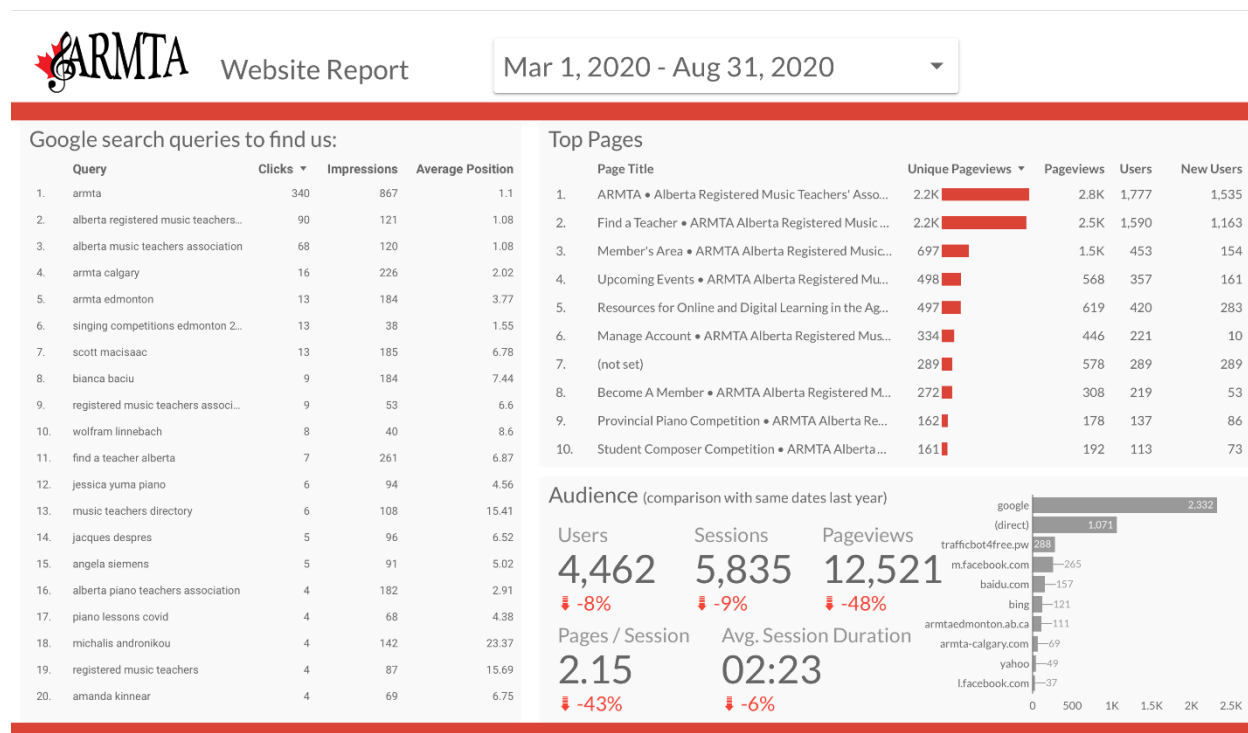 ARMTA
Website Report
Mar 1, 2020 - Aug 31, 2020
Google search queries to find us:
Query Clicks Impressions Average Position
1. armta 340 867 1.1
2. alberta registered music teachers... 90 121 1.08
3. alberta music teachers association 68 120 1.08
4. armta calgary 16 226 2.02
5. armta edmonton 13 184 3.77
6. singing competitions edmonton 2... 13 38 1.55
7. scott macisaac 13 185 6.78
8. bianca baciu 9 184 7.44
9. registered music teachers associ... 9 53 6.6
10. wolfram linnebach 8 40 8.6
11. find a teacher alberta 7 261 6.87
12. jessica yuma piano 6 94 4.56
13. music teachers directory 6 108 15.41
14. jacques despres 5 96 6.52
15. angela siemens 5 91 5.02
16. alberta piano teachers association 4 182 2.91
17. piano lessons covid 4 68 4.38
18. michalis andronikou 4 142 23.37
19. registered music teachers 4 87 15.69
20. amanda kinnear 4 69 6.75
Top Pages
Page Title Unique Pageviews Pageviews Users New Users
1. ARMTA • Alberta Registered Music Teachers' Asso... 2.2K 2.8K 1,777 1,535
2. Find a Teacher • ARMTA Alberta Registered Music ... 2.2K 2.5K 1,590 1,163
3. Member's Area • ARMTA Alberta Registered Music... 697 1.5K 453 154
4. Upcoming Events • ARMTA Alberta Registered Mu... 498 568 357 161
5. Resources for Online and Digital Learning in the Ag... 497 619 420 283
6. Manage Account • ARMTA Alberta Registered Mus... 334 446 221 10
7. (not set) 289 578 289 289
8. Become A Member • ARMTA Alberta Registered M... 272 308 219 53
9. Provincial Piano Competition • ARMTA Alberta Re... 162 178 137 86
10. Student Composer Competition • ARMTA Alberta ... 161 192 113 73
Audience (comparison with same dates last year)
Users Sessions Pageviews
4,462 5,835 12,521
-8% -9% -48%
Pages / Session Avg. Session Duration
2.15 02:23
-43% -6%
google 2,332
(direct) 1,071
trafficbot4free.pw 288
m.facebook.com 265
baidu.com 157
bing 121
armtaedmonton.ab.ca 111
armta-calgary.com 69
yahoo 49
l.facebook.com 37
0 500 1K 1.5K 2K 2.5K